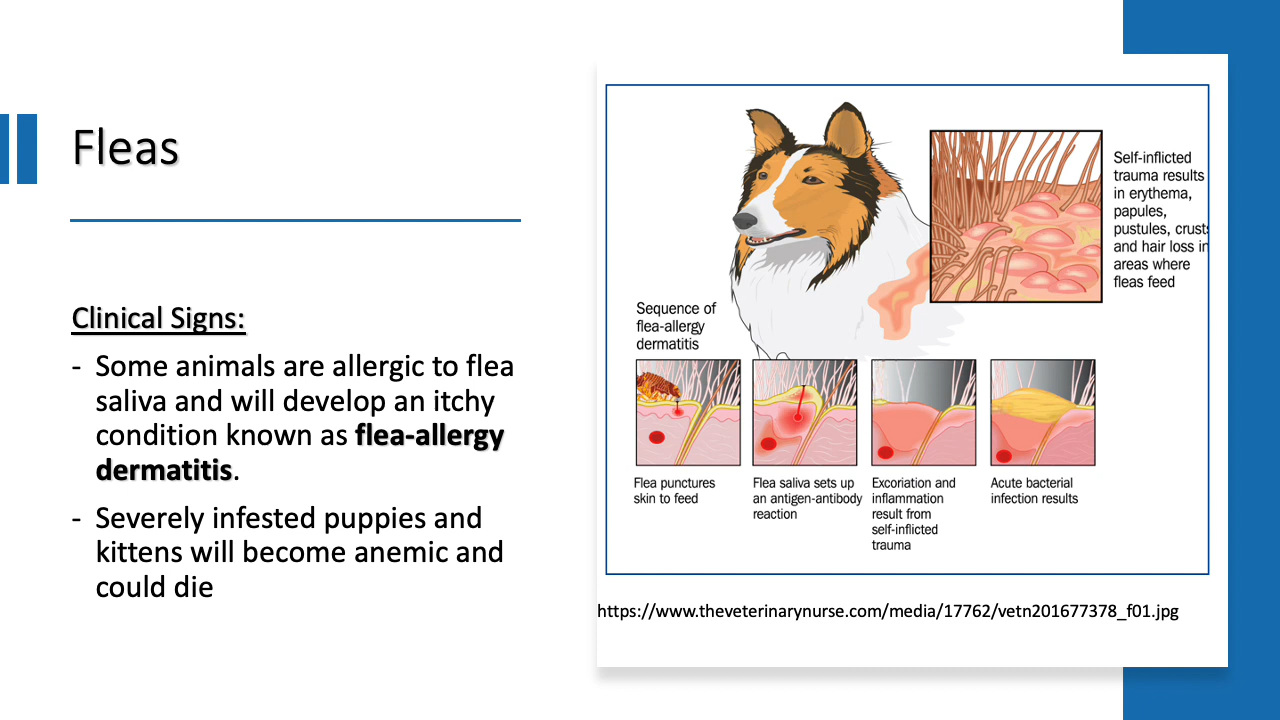 Fleas
Clinical Signs:
- Some animals are allergic to flea
saliva and will develop an itchy
condition known as flea-allergy
dermatitis.
- Severely infested puppies and
kittens will become anemic and
could die
Self-inflicted
trauma results
in erythema,
papules,
pustules, crusts
and hair loss in
areas where
fleas feed
Sequence of
flea-allergy
dermatitis
Flea punctures
skin to feed
Flea saliva sets up
an antigen-antibody
reaction
Excoriation and
inflammation
result from
self-inflicted
trauma
Acute bacterial
infection results
https://www.theveterinarynurse.com/media/17762/vetn201677378_f01.jpg